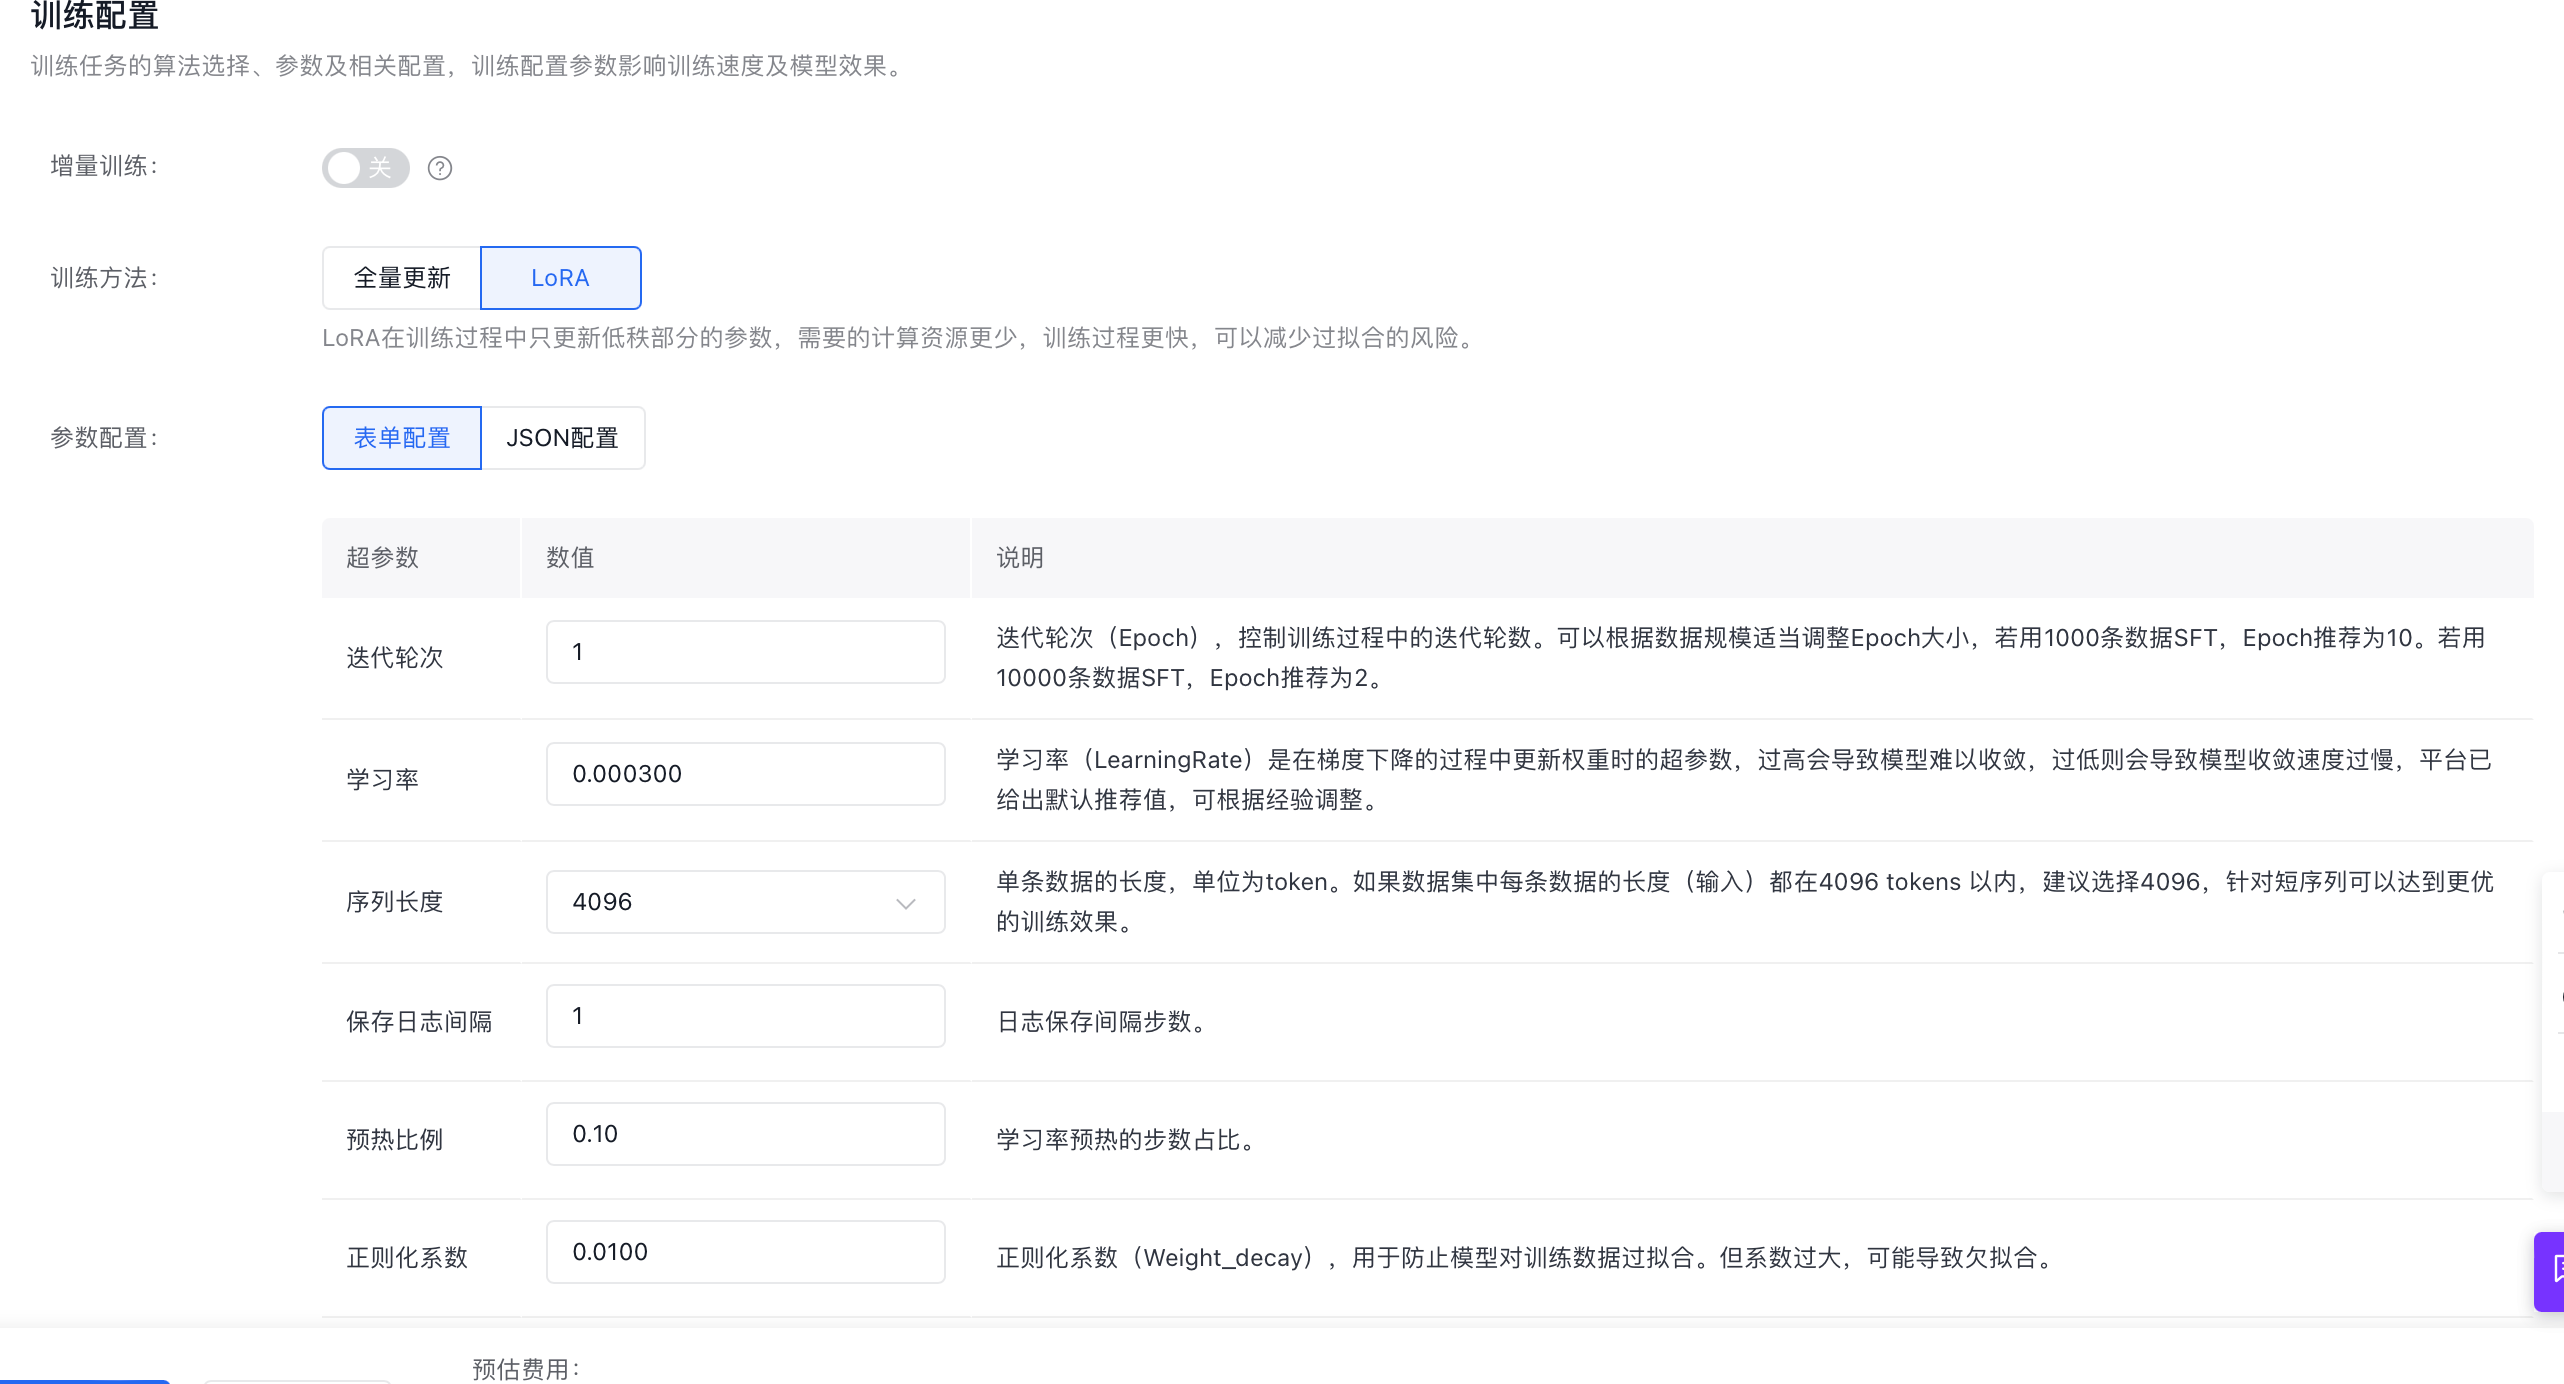 训练配置
训练任务的算法选择、参数及相关配置，训练配置参数影响训练速度及模型效果。
增量训练：
关
?
训练方法：
全量更新
LoRA
LoRA在训练过程中只更新低秩部分的参数，需要的计算资源更少，训练过程更快，可以减少过拟合的风险。
参数配置：
表单配置
JSON配置
超参数
数值
说明
迭代轮次
1
迭代轮次（Epoch），控制训练过程中的迭代轮数。可以根据数据规模适当调整Epoch大小，若用1000条数据SFT，Epoch推荐为10。若用
10000条数据SFT，Epoch推荐为2。
学习率
0.000300
学习率（LearningRate）是在梯度下降的过程中更新权重时的超参数，过高会导致模型难以收敛，过低则会导致模型收敛速度过慢，平台已
给出默认推荐值，可根据经验调整。
序列长度
4096
单条数据的长度，单位为token。如果数据集中每条数据的长度（输入）都在4096 tokens 以内，建议选择4096，针对短序列可以达到更优
的训练效果。
保存日志间隔
1
日志保存间隔步数。
预热比例
0.10
学习率预热的步数占比。
正则化系数
0.0100
正则化系数（Weight_decay），用于防止模型对训练数据过拟合。但系数过大，可能导致欠拟合。
预估费用：